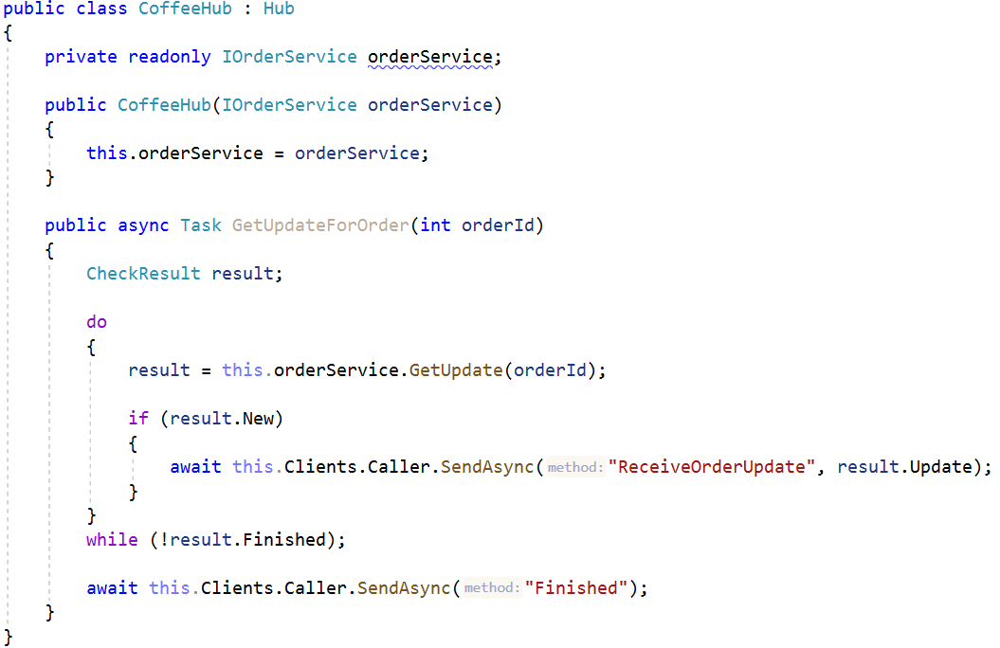 public class CoffeeHub : Hub
{
    private readonly IOrderService orderService;

    public CoffeeHub(IOrderService orderService)
    {
        this.orderService = orderService;
    }

    public async Task GetUpdateForOrder(int orderId)
    {
        CheckResult result;

        do
        {
            result = this.orderService.GetUpdate(orderId);

            if (result.New)
            {
                await this.Clients.Caller.SendAsync(method:"ReceiveOrderUpdate", result.Update);
            }
        }
        while (!result.Finished);

        await this.Clients.Caller.SendAsync(method:"Finished");
    }
}